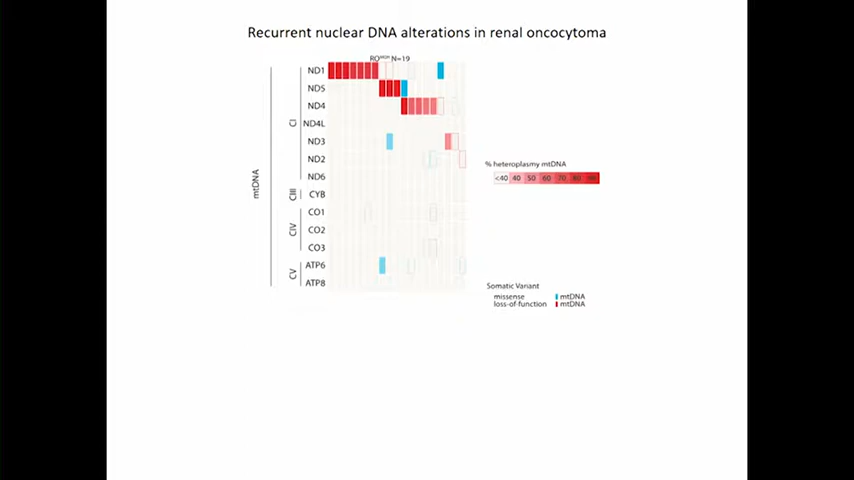 Recurrent nuclear DNA alterations in renal oncocytoma
N=19
ND1
ND5
ND4
ND4L
ND3
ND2
ND6
CYB
CO1
CO2
CO3
ATP6
ATP8
CI
CIII
CIV
CV
mtDNA
% heteroplasmy mtDNA
<40 40 50 60 70 80
Somatic Variant
missense mtDNA
loss-of-function mtDNA